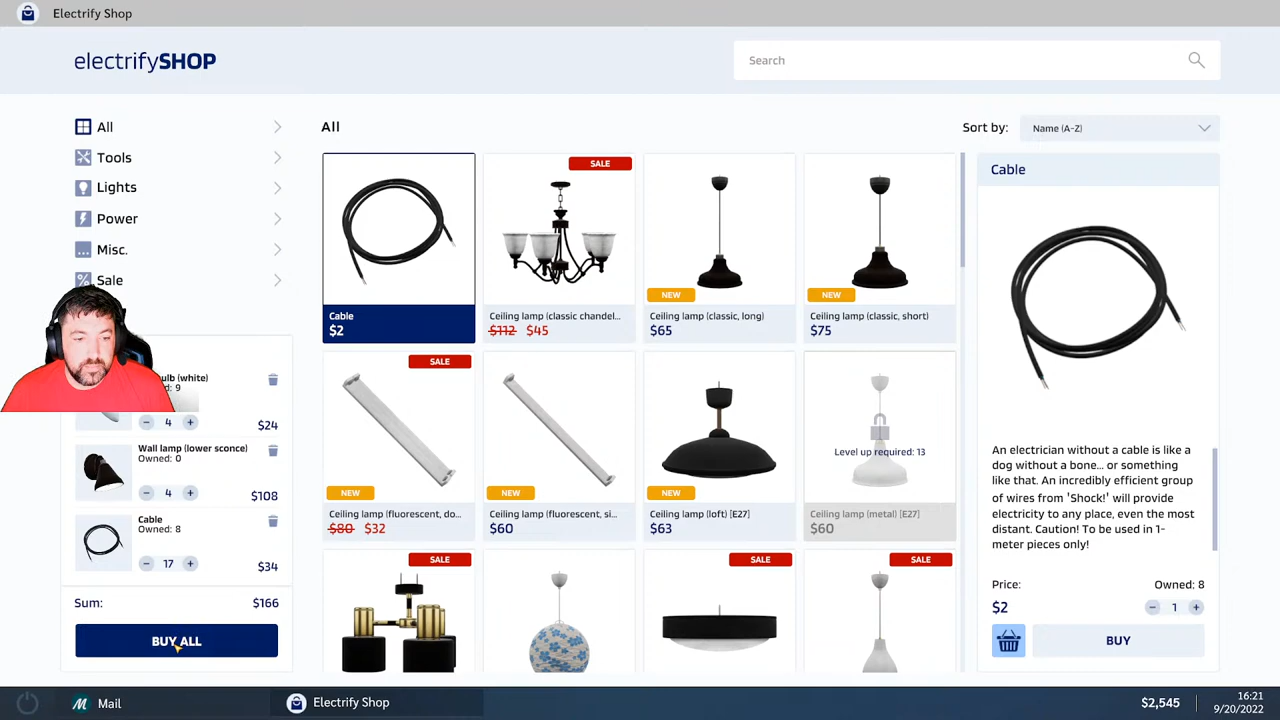 Electrify Shop
electrifySHOP
Search
All
Tools
Lights
Power
Misc.
Sale
All
Sort by:
Name (A-Z)
Cable
$2
SALE
Ceiling lamp (classic chandel...
$112 $45
NEW
Ceiling lamp (classic, long)
$65
NEW
Ceiling lamp (classic, short)
$75
SALE
NEW
Ceiling lamp (fluorescent, do...
$80 $32
NEW
Ceiling lamp (fluorescent, si...
$60
NEW
Ceiling lamp (loft) [E27]
$63
Level up required: 13
Ceiling lamp (metal) [E27]
$60
SALE
SALE
SALE
(white)
9
4
$24
Wall lamp (lower sconce)
Owned: 0
4
$108
Cable
Owned: 8
17
$34
Sum:
$166
BUY ALL
Cable
An electrician without a cable is like a
dog without a bone... or something
like that. An incredibly efficient group
of wires from 'Shock!' will provide
electricity to any place, even the most
distant. Caution! To be used in 1-
meter pieces only!
Price:
Owned: 8
$2
1
BUY
Mail
Electrify Shop
$2,545
16:21
9/20/2022